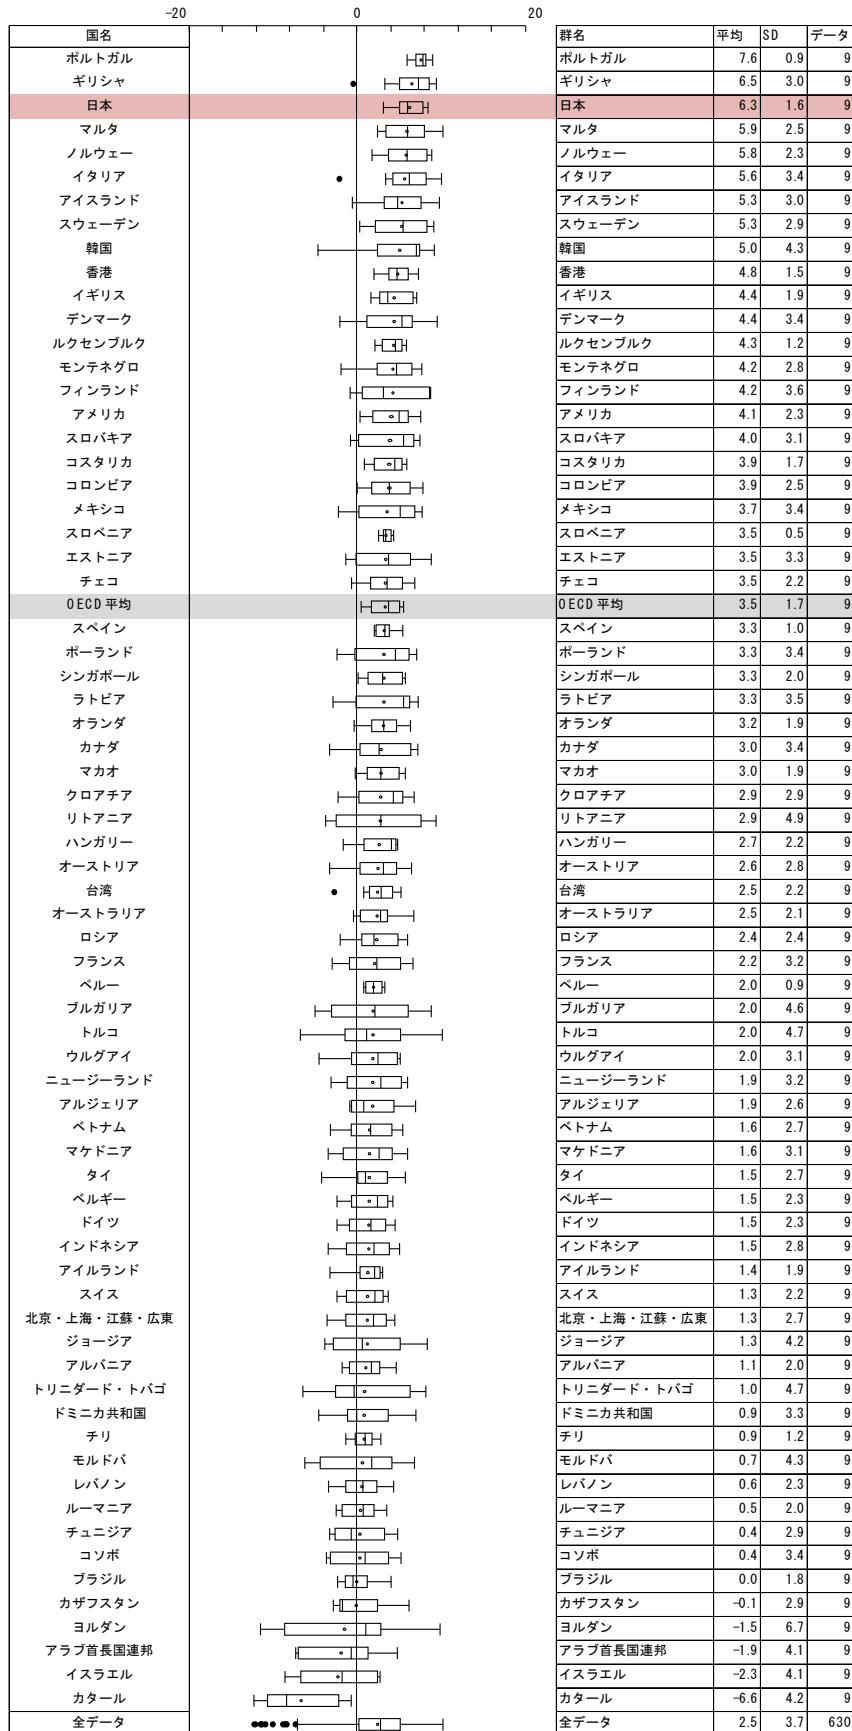 -20 0 20
国名 群名 平均 SD データ
ポルトガル ポルトガル 7.6 0.9 9
ギリシャ ギリシャ 6.5 3.0 9
日本 日本 6.3 1.6 9
マルタ マルタ 5.9 2.5 9
ノルウェー ノルウェー 5.8 2.3 9
イタリア イタリア 5.6 3.4 9
アイスランド アイスランド 5.3 3.0 9
スウェーデン スウェーデン 5.3 2.9 9
韓国 韓国 5.0 4.3 9
香港 香港 4.8 1.5 9
イギリス イギリス 4.4 1.9 9
デンマーク デンマーク 4.4 3.4 9
ルクセンブルク ルクセンブルク 4.3 1.2 9
モンテネグロ モンテネグロ 4.2 2.8 9
フィンランド フィンランド 4.2 3.6 9
アメリカ アメリカ 4.1 2.3 9
スロバキア スロバキア 4.0 3.1 9
コスタリカ コスタリカ 3.9 1.7 9
コロンビア コロンビア 3.9 2.5 9
メキシコ メキシコ 3.7 3.4 9
スロベニア スロベニア 3.5 0.5 9
エストニア エストニア 3.5 3.3 9
チェコ チェコ 3.5 2.2 9
OECD平均 OECD平均 3.5 1.7 9
スペイン スペイン 3.3 1.0 9
ポーランド ポーランド 3.3 3.4 9
シンガポール シンガポール 3.3 2.0 9
ラトビア ラトビア 3.3 3.5 9
オランダ オランダ 3.2 1.9 9
カナダ カナダ 3.0 3.4 9
マカオ マカオ 3.0 1.9 9
クロアチア クロアチア 2.9 2.9 9
リトアニア リトアニア 2.9 4.9 9
ハンガリー ハンガリー 2.7 2.2 9
オーストリア オーストリア 2.6 2.8 9
台湾 台湾 2.5 2.2 9
オーストラリア オーストラリア 2.5 2.1 9
ロシア ロシア 2.4 2.4 9
フランス フランス 2.2 3.2 9
ペルー ペルー 2.0 0.9 9
ブルガリア ブルガリア 2.0 4.6 9
トルコ トルコ 2.0 4.7 9
ウルグアイ ウルグアイ 2.0 3.1 9
ニュージーランド ニュージーランド 1.9 3.2 9
アルジェリア アルジェリア 1.9 2.6 9
ベトナム ベトナム 1.6 2.7 9
マケドニア マケドニア 1.6 3.1 9
タイ タイ 1.5 2.7 9
ベルギー ベルギー 1.5 2.3 9
ドイツ ドイツ 1.5 2.3 9
インドネシア インドネシア 1.5 2.8 9
アイルランド アイルランド 1.4 1.9 9
スイス スイス 1.3 2.2 9
北京・上海・江蘇・広東 北京・上海・江蘇・広東 1.3 2.7 9
ジョージア ジョージア 1.3 4.2 9
アルバニア アルバニア 1.1 2.0 9
トリニダード・トバゴ トリニダード・トバゴ 1.0 4.7 9
ドミニカ共和国 ドミニカ共和国 0.9 3.3 9
チリ チリ 0.9 1.2 9
モルドバ モルドバ 0.7 4.3 9
レバノン レバノン 0.6 2.3 9
ルーマニア ルーマニア 0.5 2.0 9
チュニジア チュニジア 0.4 2.9 9
コソボ コソボ 0.4 3.4 9
ブラジル ブラジル 0.0 1.8 9
カザフスタン カザフスタン -0.1 2.9 9
ヨルダン ヨルダン -1.5 6.7 9
アラブ首長国連邦 アラブ首長国連邦 -1.9 4.1 9
イスラエル イスラエル -2.3 4.1 9
カタール カタール -6.6 4.2 9
全データ 全データ 2.5 3.7 630